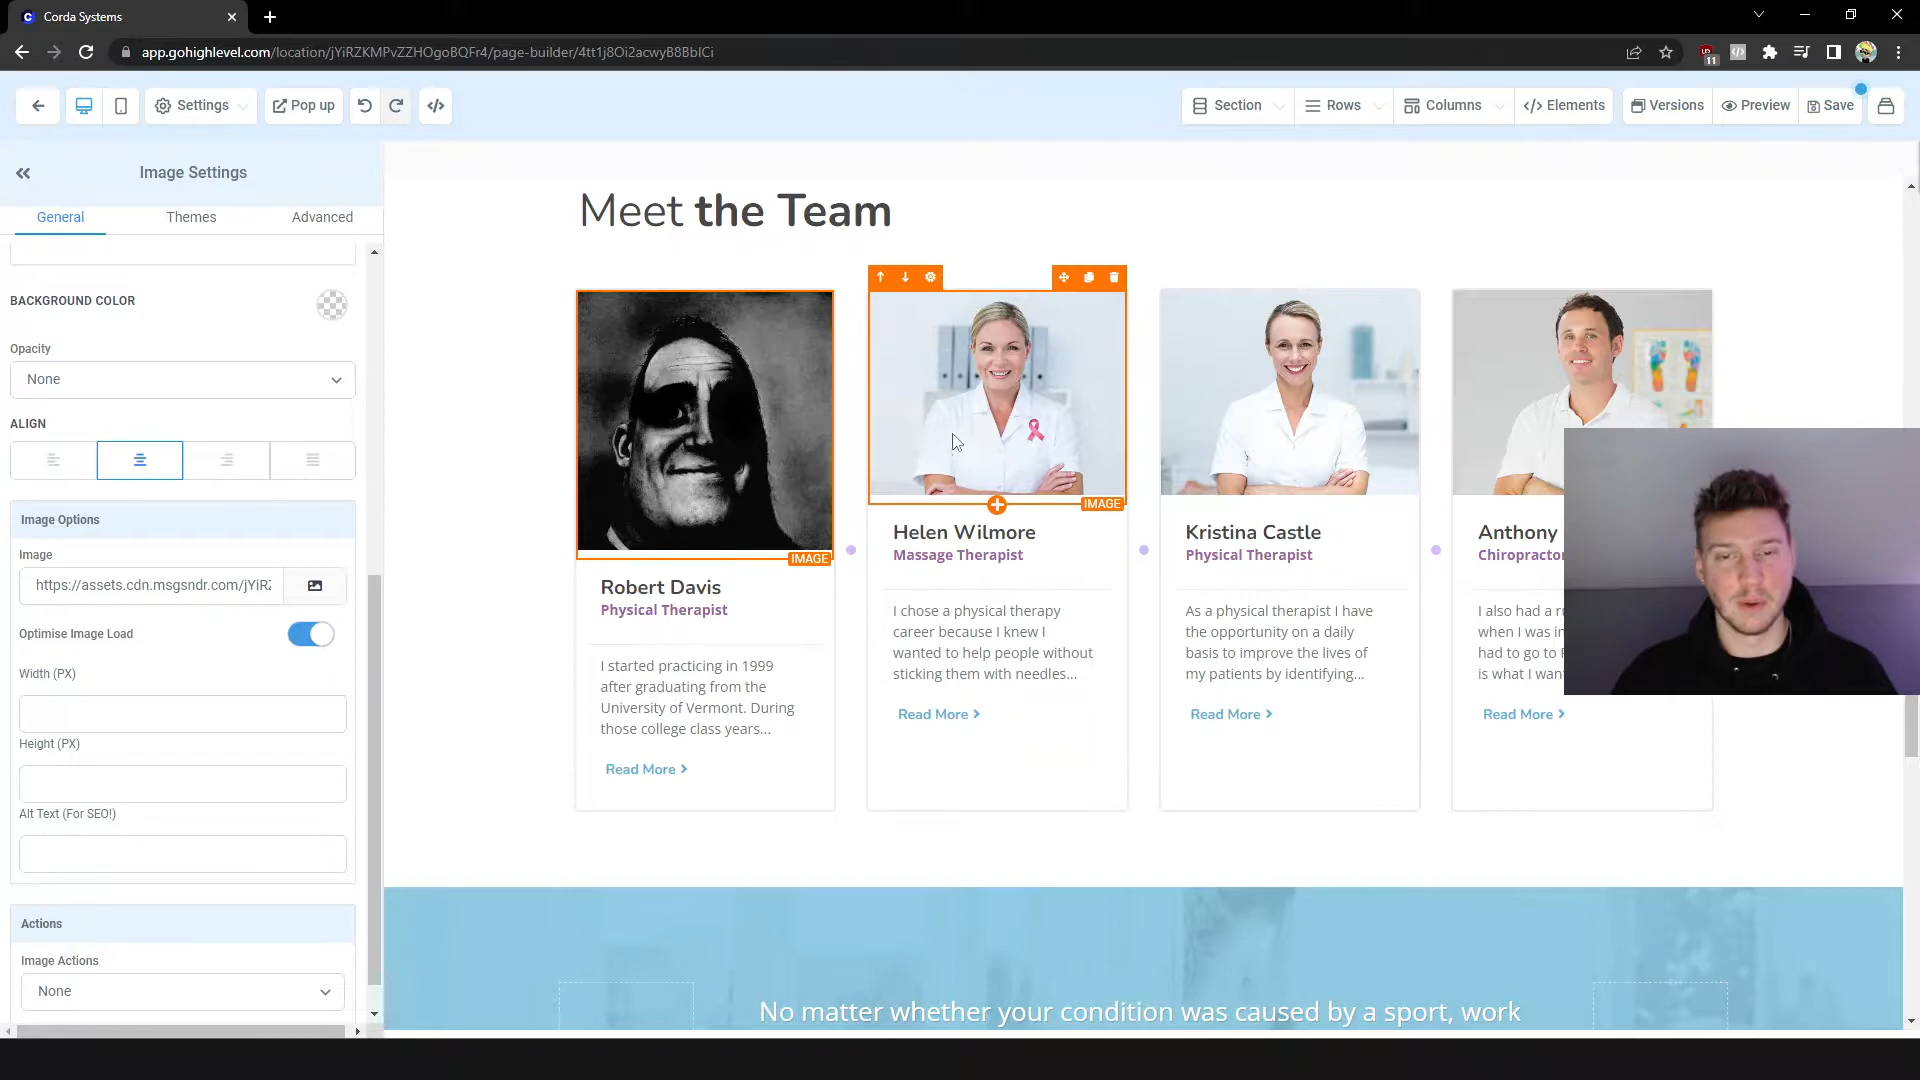 Corda Systems
app.gohighlevel.com/location/jYiRZKMPvZZHOgoBQFr4/page-builder/4tt1j8Oi2acwyB8BbICi
11
Settings
Pop up
Section
Rows
Columns
</> Elements
Versions
Preview
Save
Image Settings
General
Themes
Advanced
BACKGROUND COLOR
Opacity
None
ALIGN
Image Options
Image
https://assets.cdn.msgsndr.com/jYiRZ
Optimise Image Load
Width (PX)
Height (PX)
Alt Text (For SEO!)
Actions
Image Actions
None
Meet the Team
IMAGE
Robert Davis
Physical Therapist
I started practicing in 1999
after graduating from the
University of Vermont. During
those college class years...
Read More
IMAGE
Helen Wilmore
Massage Therapist
I chose a physical therapy
career because I knew I
wanted to help people without
sticking them with needles...
Read More
Kristina Castle
Physical Therapist
As a physical therapist I have
the opportunity on a daily
basis to improve the lives of
my patients by identifying...
Read More
Anthony
Chiropractor
I also had a
when I was in
had to go to
is what I
Read More
No matter whether your condition was caused by a sport, work